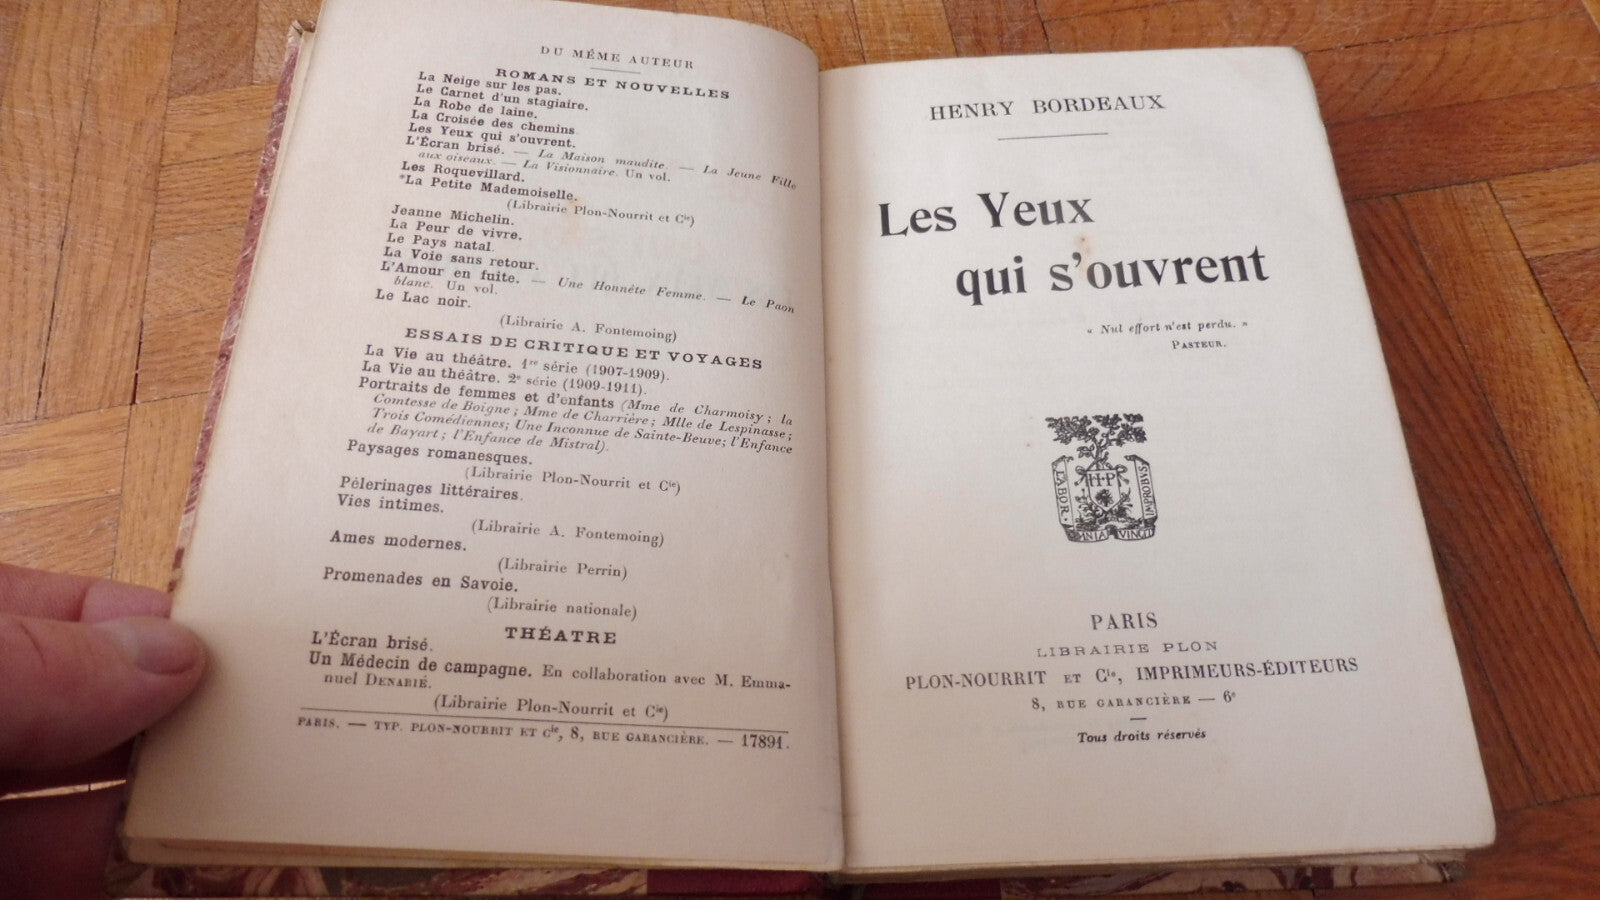 DU MÊME AUTEUR
ROMANS ET NOUVELLES
La Neige sur les pas.
Le Carnet d'un stagiaire.
La Robe de laine.
La Croisée des chemins
Les Yeux qui s'ouvrent.
L'Écran brisé. — La Maison maudite. — La Jeune Fille
aux oiseaux. — La Visionnaire. Un vol.
Les Roquevillard.
*La Petite Mademoiselle.
(Librairie Plon-Nourrit et Cie)
Jeanne Michelin.
La Peur de vivre.
Le Pays natal.
La Voie sans retour.
L'Amour en fuite. — Une Honnête Femme. — Le Paon
blanc. Un vol.
Le Lac noir.
(Librairie A. Fontemoing)
ESSAIS DE CRITIQUE ET VOYAGES
La Vie au théâtre. 1re série (1907-1909).
La Vie au théâtre. 2e série (1909-1911).
Portraits de femmes et d'enfants (Mme de Charmoisy; la
Comtesse de Boigne; Mme de Charrière; Mlle de Lespinasse;
Trois Comédiennes; Une Inconnue de Sainte-Beuve; l'Enfance
de Bayart; l'Enfance de Mistral).
Paysages romanesques.
(Librairie Plon-Nourrit et Cie)
Pèlerinages littéraires.
Vies intimes.
(Librairie A. Fontemoing)
Ames modernes.
(Librairie Perrin)
Promenades en Savoie.
(Librairie nationale)
THÉATRE
L'Écran brisé.
Un Médecin de campagne. En collaboration avec M. Emma-
nuel DENARIÉ.
(Librairie Plon-Nourrit et Cie)
PARIS. — TYP. PLON-NOURRIT ET Cie, 8, RUE GARANCIÈRE. — 17891.
HENRY BORDEAUX
Les Yeux
qui s'ouvrent
« Nul effort n'est perdu. »
PASTEUR.
H·P
LABOR
OMNIA VINCIT
IMPROBVS
PARIS
LIBRAIRIE PLON
PLON-NOURRIT ET Cie, IMPRIMEURS-ÉDITEURS
8, RUE GARANCIÈRE — 6e
Tous droits réservés